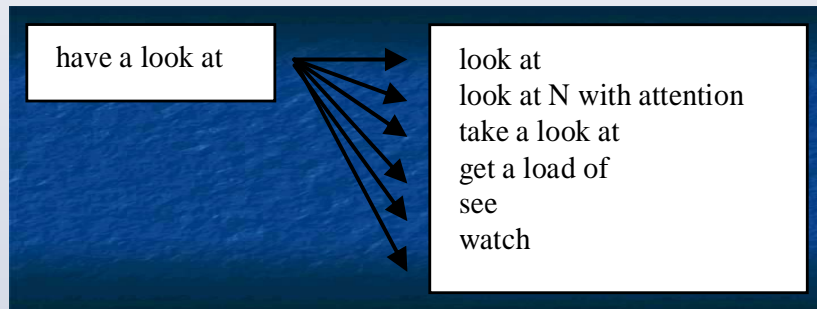 have a look at
look at
look at N with attention
take a look at
get a load of
see
watch